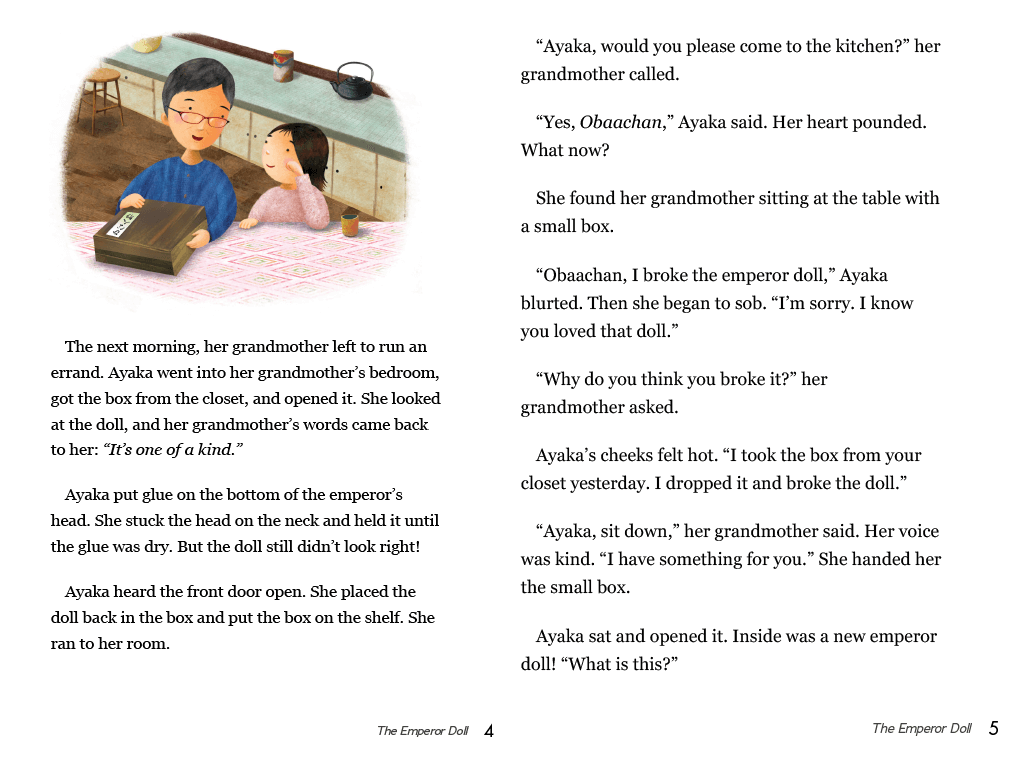 The next morning, her grandmother left to run an
errand. Ayaka went into her grandmother’s bedroom,
got the box from the closet, and opened it. She looked
at the doll, and her grandmother’s words came back
to her: “It’s one of a kind.”
Ayaka put glue on the bottom of the emperor’s
head. She stuck the head on the neck and held it until
the glue was dry. But the doll still didn’t look right!
Ayaka heard the front door open. She placed the
doll back in the box and put the box on the shelf. She
ran to her room.
The Emperor Doll 4
“Ayaka, would you please come to the kitchen?” her
grandmother called.
“Yes, Obaachan,” Ayaka said. Her heart pounded.
What now?
She found her grandmother sitting at the table with
a small box.
“Obaachan, I broke the emperor doll,” Ayaka
blurted. Then she began to sob. “I’m sorry. I know
you loved that doll.”
“Why do you think you broke it?” her
grandmother asked.
Ayaka’s cheeks felt hot. “I took the box from your
closet yesterday. I dropped it and broke the doll.”
“Ayaka, sit down,” her grandmother said. Her voice
was kind. “I have something for you.” She handed her
the small box.
Ayaka sat and opened it. Inside was a new emperor
doll! “What is this?”
The Emperor Doll 5